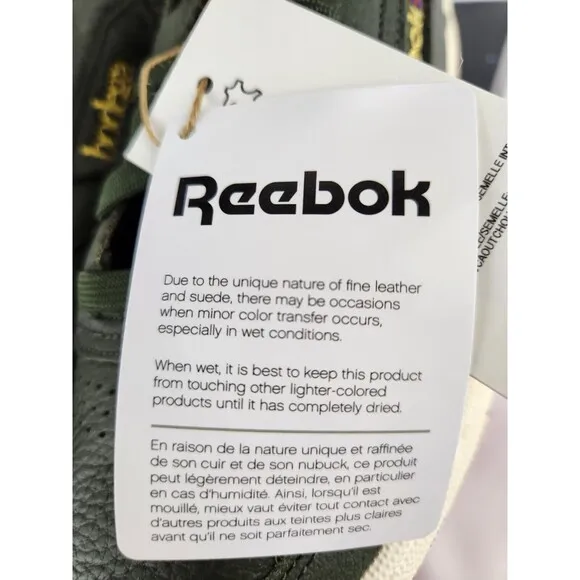 Reebok
Due to the unique nature of fine leather
and suede, there may be occasions
when minor color transfer occurs,
especially in wet conditions.
When wet, it is best to keep this product
from touching other lighter-colored
products until it has completely dried.
En raison de la nature unique et raffinée
de son cuir et de son nubuck, ce produit
peut légèrement déteindre, en particulier
en cas d'humidité. Ainsi, lorsqu'il est
mouillé, mieux vaut éviter tout contact avec
d'autres produits aux teintes plus claires
avant qu'il ne soit parfaitement sec.
SEMELLE INT
/SEMELLE
CAOUTCHOU